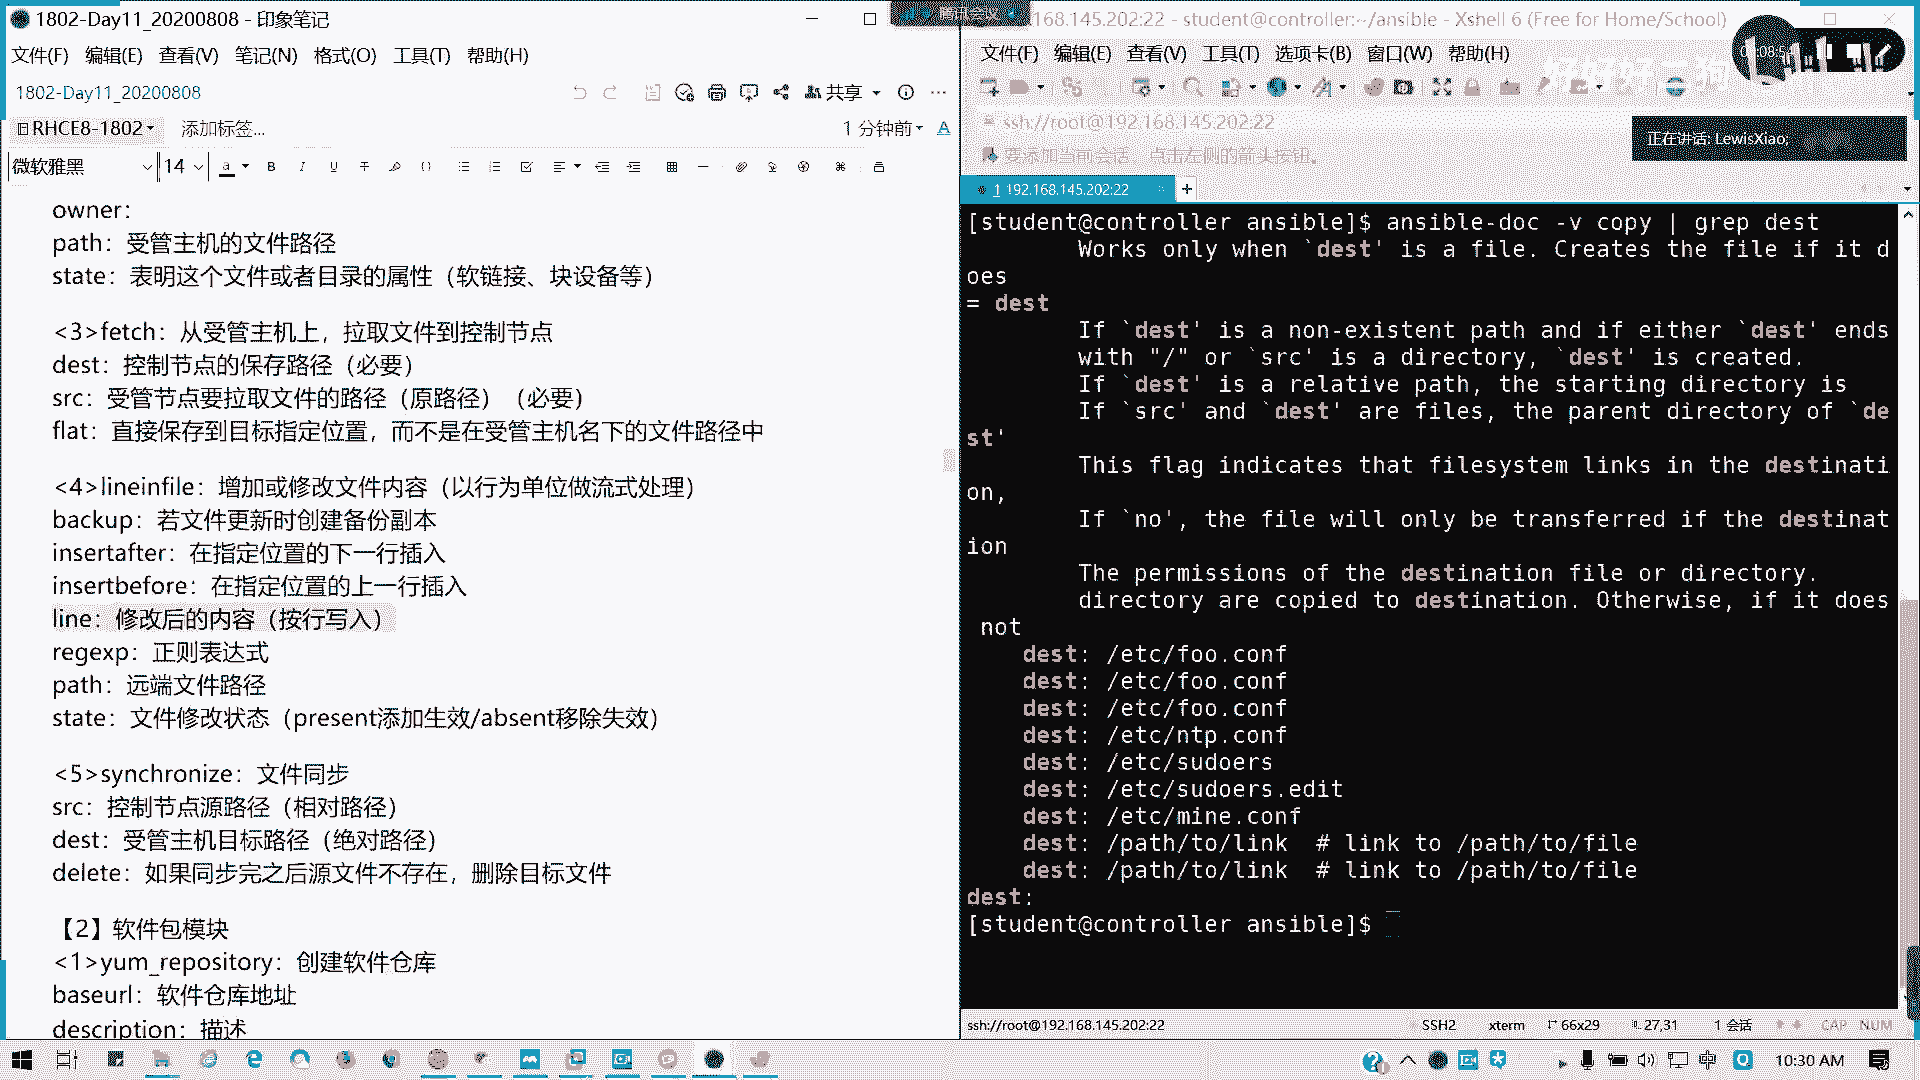 1802-Day11_20200808 - 印象笔记
文件(F) 编辑(E) 查看(V) 笔记(N) 格式(O) 工具(T) 帮助(H)
1802-Day11_20200808
共享
RHCE8-1802
添加标签...
1 分钟前
微软雅黑
14
owner：
path：受管主机的文件路径
state：表明这个文件或者目录的属性（软链接、块设备等）
<3>fetch：从受管主机上，拉取文件到控制节点
dest：控制节点的保存路径（必要）
src：受管节点要拉取文件的路径（原路径）（必要）
flat：直接保存到目标指定位置，而不是在受管主机名下的文件路径中
<4>lineinfile：增加或修改文件内容（以行为单位做流式处理）
backup：若文件更新时创建备份副本
insertafter：在指定位置的下一行插入
insertbefore：在指定位置的上一行插入
line：修改后的内容（按行写入）
regexp：正则表达式
path：远端文件路径
state：文件修改状态（present添加生效/absent移除失效）
<5>synchronize：文件同步
src：控制节点源路径（相对路径）
dest：受管主机目标路径（绝对路径）
delete：如果同步完之后源文件不存在，删除目标文件
【2】软件包模块
<1>yum_repository：创建软件仓库
baseurl：软件仓库地址
description：描述
腾讯会议
168.145.202:22 - student@controller:~/ansible - Xshell 6 (Free for Home/School)
文件(F) 编辑(E) 查看(V) 工具(T) 选项卡(B) 窗口(W) 帮助(H)
ssh://root@192.168.145.202:22
要添加当前会话，点击左侧的箭头按钮。
正在讲话: LewisXiao;
1 192.168.145.202:22
[student@controller ansible]$ ansible-doc -v copy | grep dest
Works only when `dest' is a file. Creates the file if it d
oes
= dest
If `dest' is a non-existent path and if either `dest' ends
with "/" or `src' is a directory, `dest' is created.
If `dest' is a relative path, the starting directory is
If `src' and `dest' are files, the parent directory of `de
st'
This flag indicates that filesystem links in the destinati
on,
If `no', the file will only be transferred if the destinat
ion
The permissions of the destination file or directory.
directory are copied to destination. Otherwise, if it does
not
dest: /etc/foo.conf
dest: /etc/foo.conf
dest: /etc/foo.conf
dest: /etc/ntp.conf
dest: /etc/sudoers
dest: /etc/sudoers.edit
dest: /etc/mine.conf
dest: /path/to/link  # link to /path/to/file
dest: /path/to/link  # link to /path/to/file
dest:
[student@controller ansible]$
ssh://root@192.168.145.202:22 SSH2 xterm 66x29 27,31 1 会话 CAP NUM
中
10:30 AM